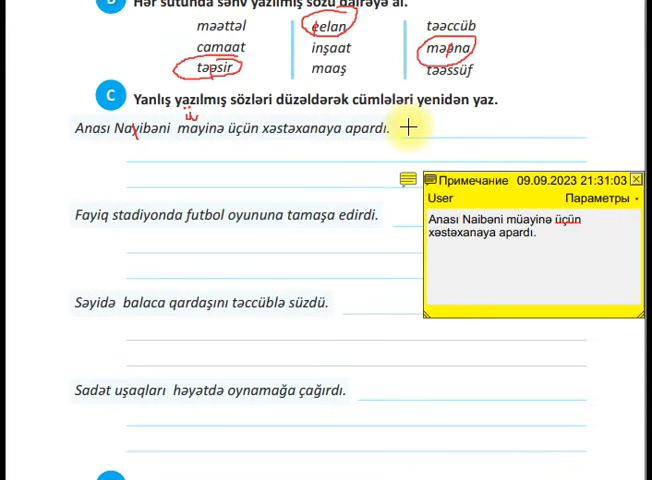 B Hər sütunda səhv yazılmış sözü dairəyə al.
məəttəl eelan təəccüb
camaat inşaat məəna
təəsir maaş təəssüf
C Yanlış yazılmış sözləri düzəldərək cümlələri yenidən yaz.
üa
Anası Nayibəni mayinə üçün xəstəxanaya apardı.
Примечание 09.09.2023 21:31:03
User Параметры
Anası Naibəni müayinə üçün
xəstəxanaya apardı.
Fayiq stadiyonda futbol oyununa tamaşa edirdi.
Səyidə balaca qardaşını təccüblə süzdü.
Sadət uşaqları həyətdə oynamağa çağırdı.